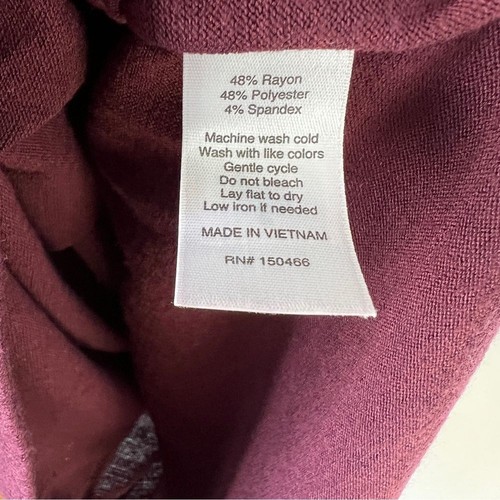 48% Rayon
48% Polyester
4% Spandex
Machine wash cold
Wash with like colors
Gentle cycle
Do not bleach
Lay flat to dry
Low iron if needed
MADE IN VIETNAM
RN# 150466